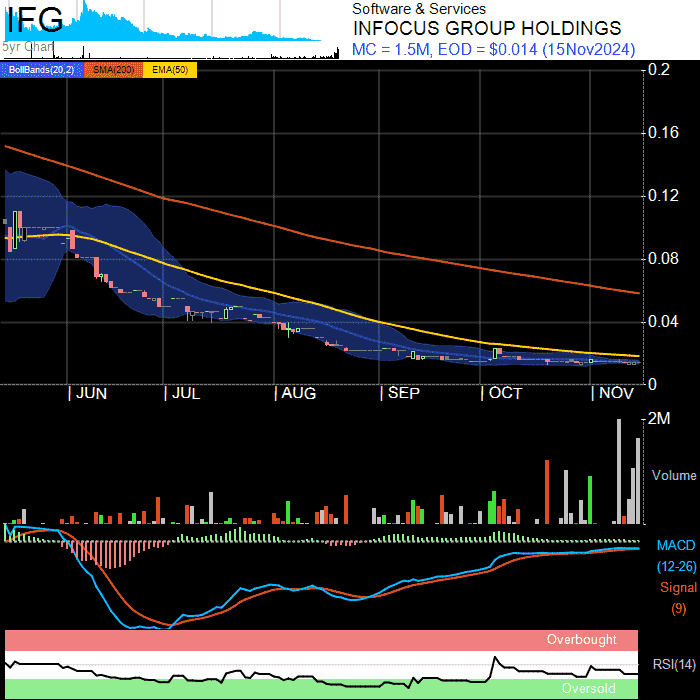 IFG
5yr Chart
Software & Services
INFOCUS GROUP HOLDINGS
MC = 1.5M, EOD = $0.014 (15Nov2024)
BollBands(20,2) SMA(200) EMA(50)
0.2
0.16
0.12
0.08
0.04
0
| JUN | JUL | AUG | SEP | OCT | NOV
2M
Volume
MACD
(12-26)
Signal
(9)
Overbought
RSI(14)
Oversold